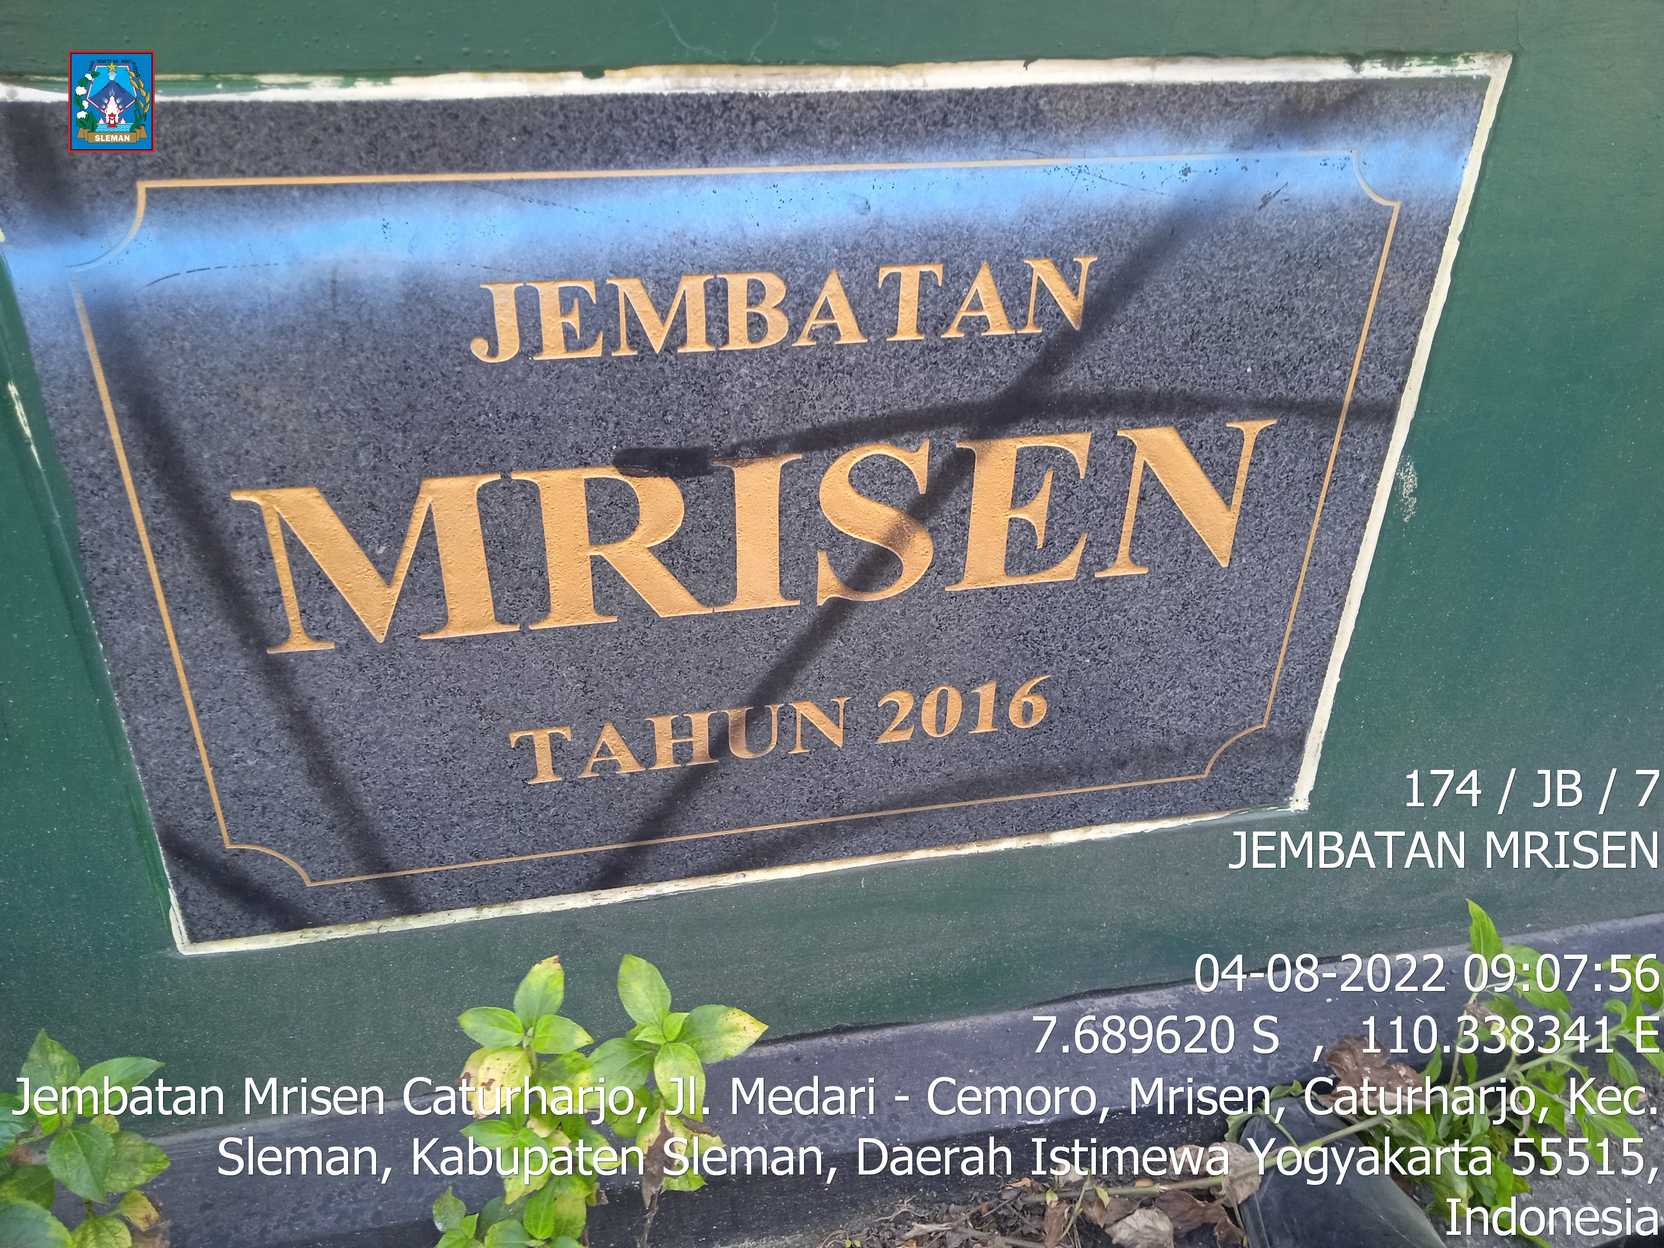 SLEMAN
JEMBATAN
MRISEN
TAHUN 2016
174 / JB / 7
JEMBATAN MRISEN
04-08-2022 09:07:56
7.689620 S , 110.338341 E
Jembatan Mrisen Caturharjo, Jl. Medari - Cemoro, Mrisen, Caturharjo, Kec.
Sleman, Kabupaten Sleman, Daerah Istimewa Yogyakarta 55515,
Indonesia